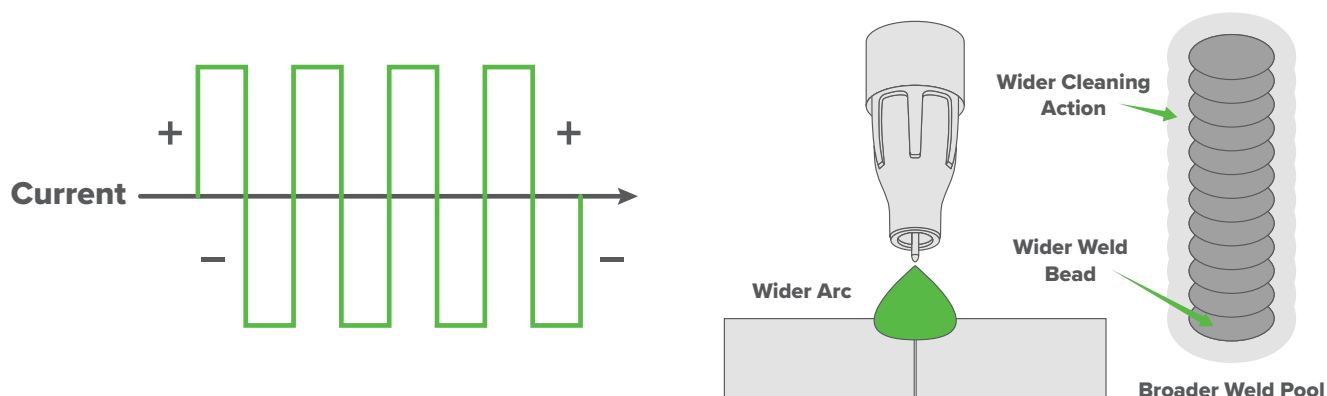 +
+
Current
−
−
Wider Cleaning
Action
Wider Weld
Bead
Wider Arc
Broader Weld Pool